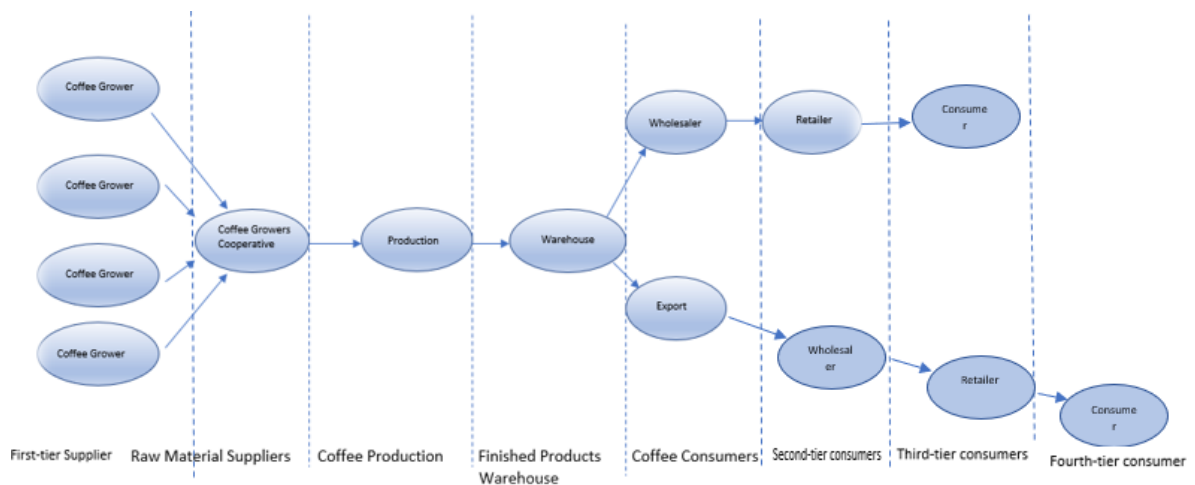 Coffee Grower
Coffee Grower
Coffee Grower
Coffee Grower
Coffee Growers
Cooperative
Production
Warehouse
Wholesaler
Retailer
Consume
r
Export
Wholesal
er
Retailer
Consume
r
First-tier Supplier
Raw Material Suppliers
Coffee Production
Finished Products
Warehouse
Coffee Consumers
Second-tier consumers
Third-tier consumers
Fourth-tier consumer